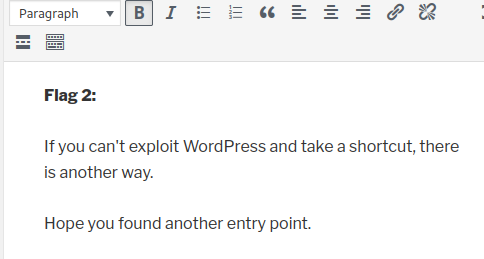 Paragraph B I
Flag 2:
If you can't exploit WordPress and take a shortcut, there
is another way.
Hope you found another entry point.